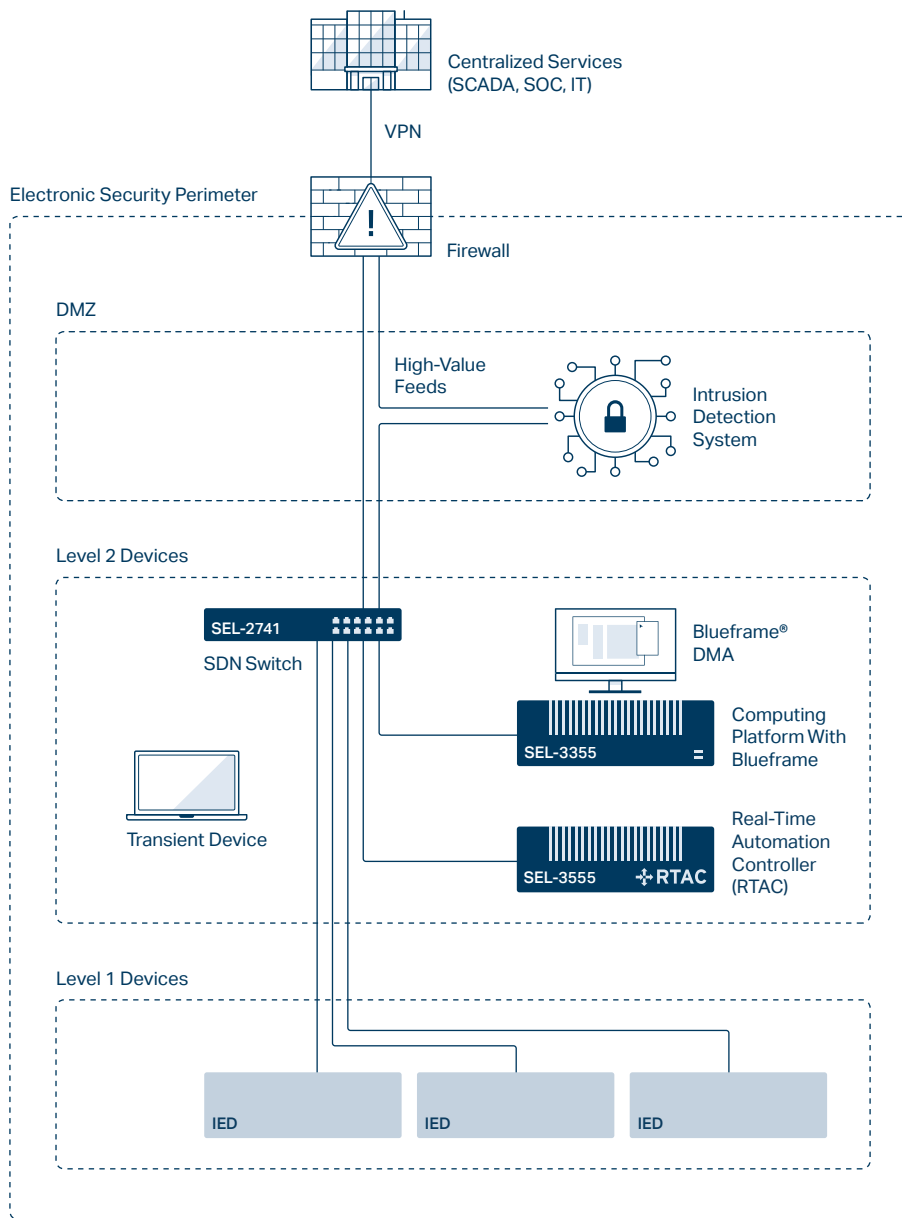 Centralized Services
(SCADA, SOC, IT)
VPN
Electronic Security Perimeter
!
Firewall
DMZ
High-Value
Feeds
Intrusion
Detection
System
Level 2 Devices
SEL-2741
SDN Switch
Blueframe®
DMA
SEL-3355
Computing
Platform With
Blueframe
Transient Device
SEL-3555
RTAC
Real-Time
Automation
Controller
(RTAC)
Level 1 Devices
IED
IED
IED